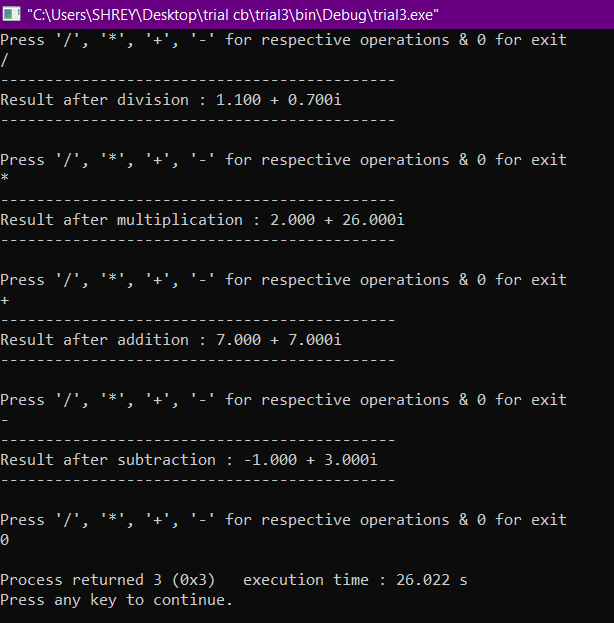 "C:\Users\SHREY\Desktop\trial cb\trial3\bin\Debug\trial3.exe"
Press '/', '*', '+', '-' for respective operations & 0 for exit
/
--------------------------------------------
Result after division : 1.100 + 0.700i
--------------------------------------------
Press '/', '*', '+', '-' for respective operations & 0 for exit
*
--------------------------------------------
Result after multiplication : 2.000 + 26.000i
--------------------------------------------
Press '/', '*', '+', '-' for respective operations & 0 for exit
+
--------------------------------------------
Result after addition : 7.000 + 7.000i
--------------------------------------------
Press '/', '*', '+', '-' for respective operations & 0 for exit
-
--------------------------------------------
Result after subtraction : -1.000 + 3.000i
--------------------------------------------
Press '/', '*', '+', '-' for respective operations & 0 for exit
0
Process returned 3 (0x3)   execution time : 26.022 s
Press any key to continue.